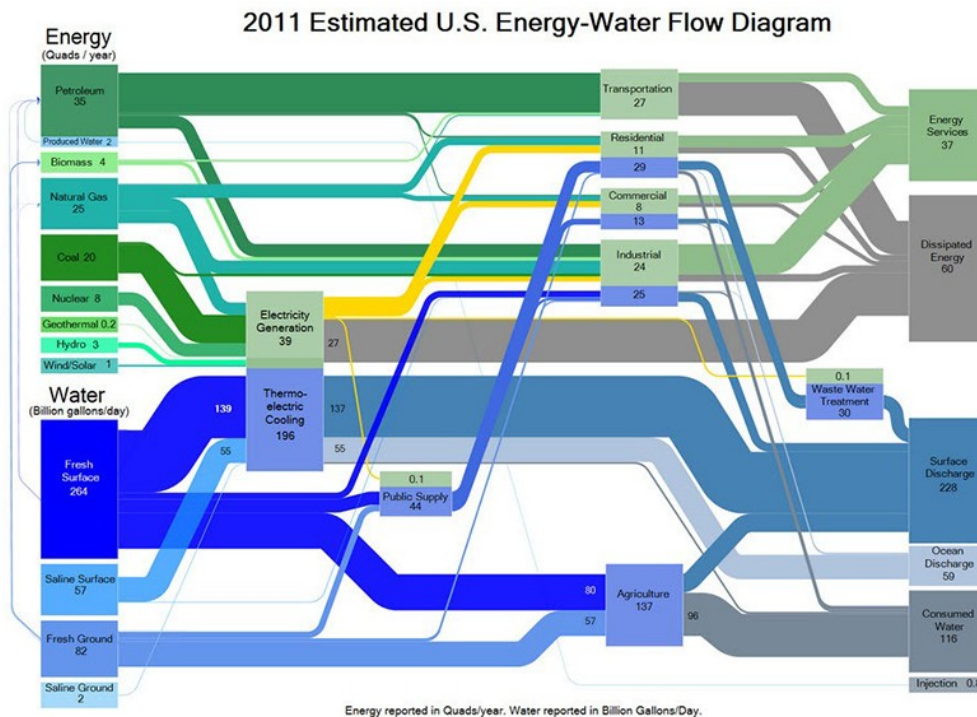 2011 Estimated U.S. Energy-Water Flow Diagram
Energy
(Quads / year)
Petroleum
35
Produced Water 2
Biomass 4
Natural Gas
25
Coal 20
Nuclear 8
Geothermal 0.2
Hydro 3
Wind/Solar 1
Water
(Billion gallons/day)
Fresh
Surface
264
Saline Surface
57
Fresh Ground
82
Saline Ground
2
Electricity
Generation
39
27
Thermo-
electric
Cooling
196
139
55
137
55
0.1
Public Supply
44
Transportation
27
Residential
11
29
Commercial
8
13
Industrial
24
25
80
57
Agriculture
137
96
0.1
Waste Water
Treatment
30
Energy
Services
37
Dissipated
Energy
60
Surface
Discharge
228
Ocean
Discharge
59
Consumed
Water
116
Injection 0.8
Energy reported in Quads/year. Water reported in Billion Gallons/Day.